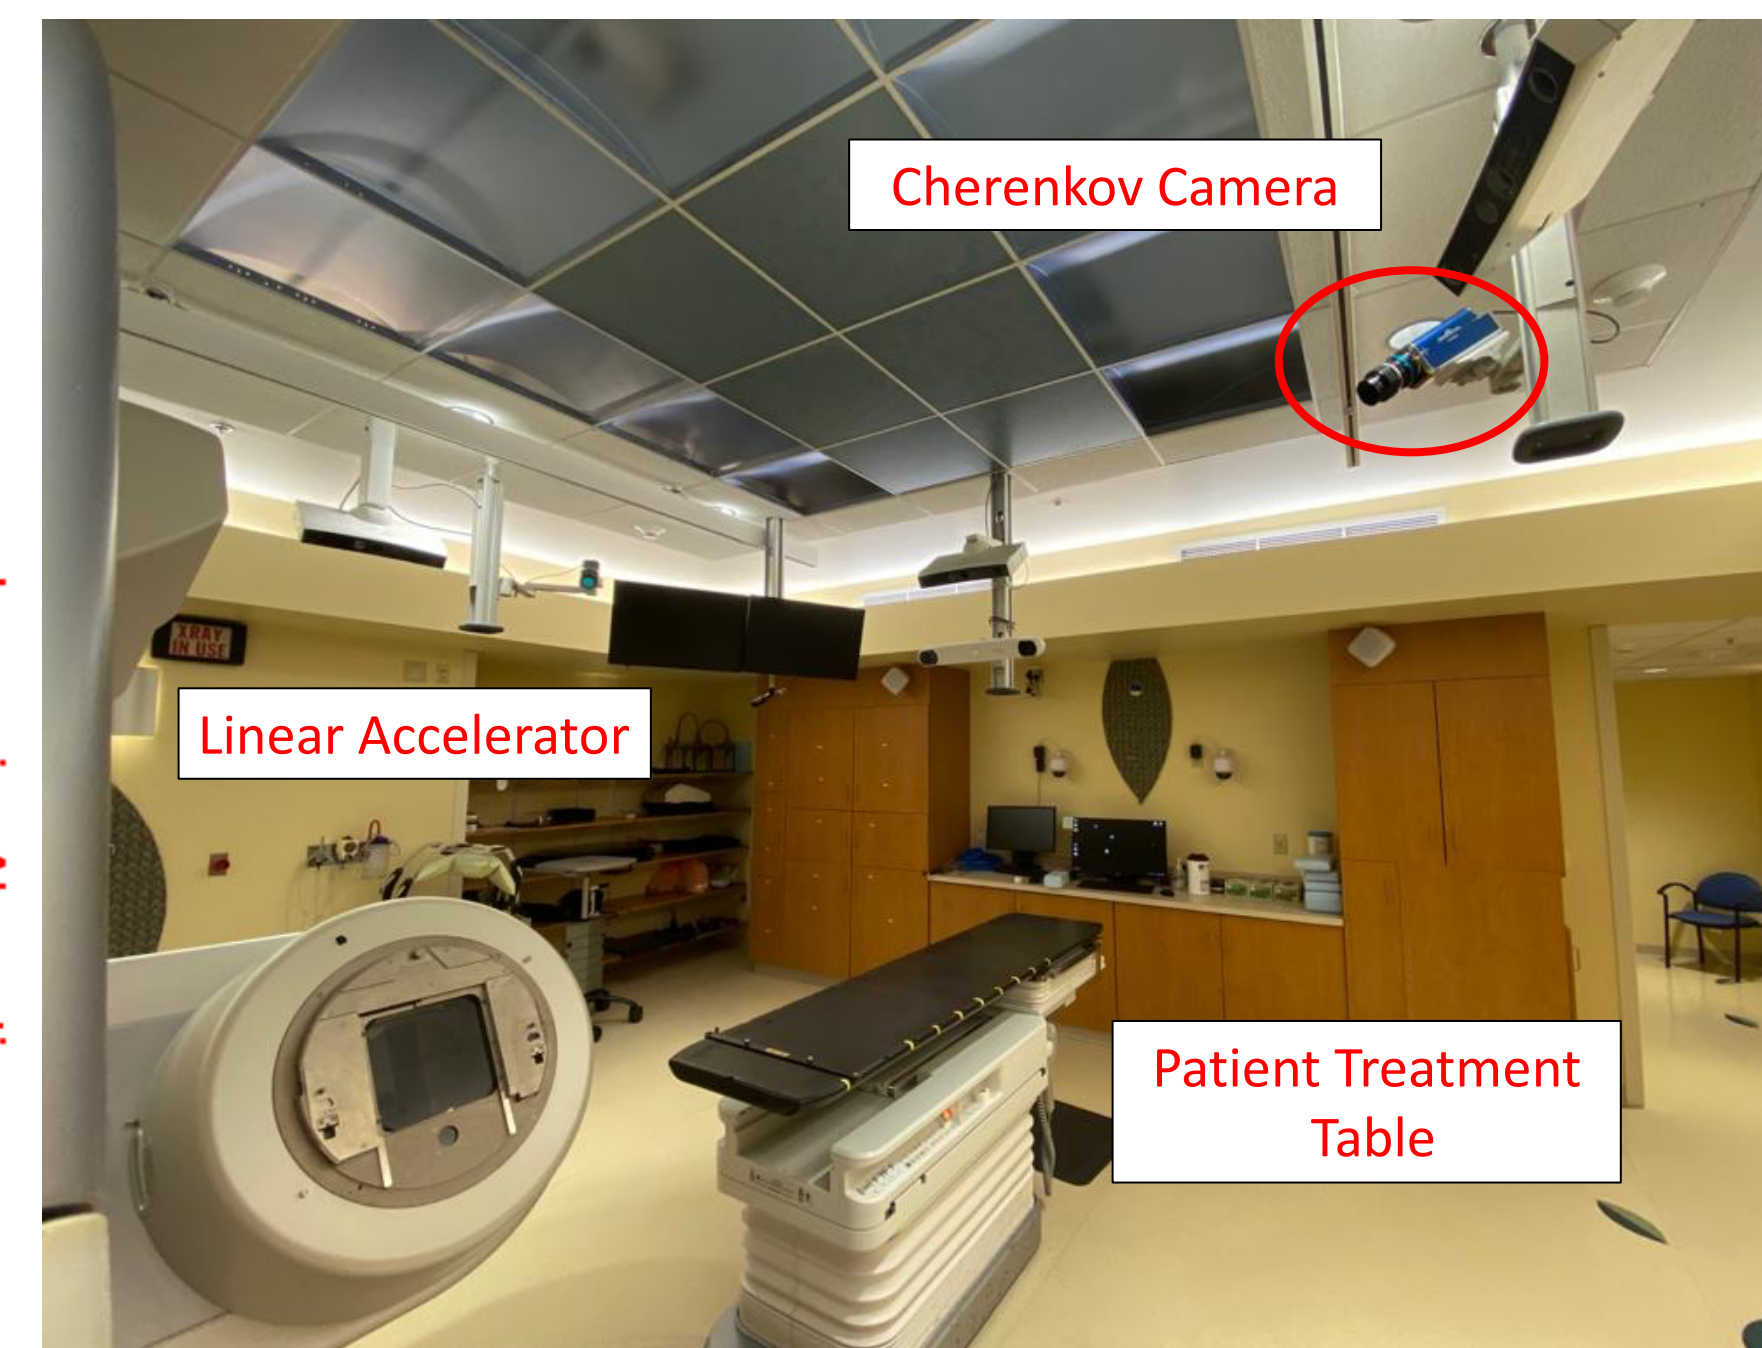 Cherenkov Camera
XRAY
IN USE
Linear Accelerator
Patient Treatment
Table